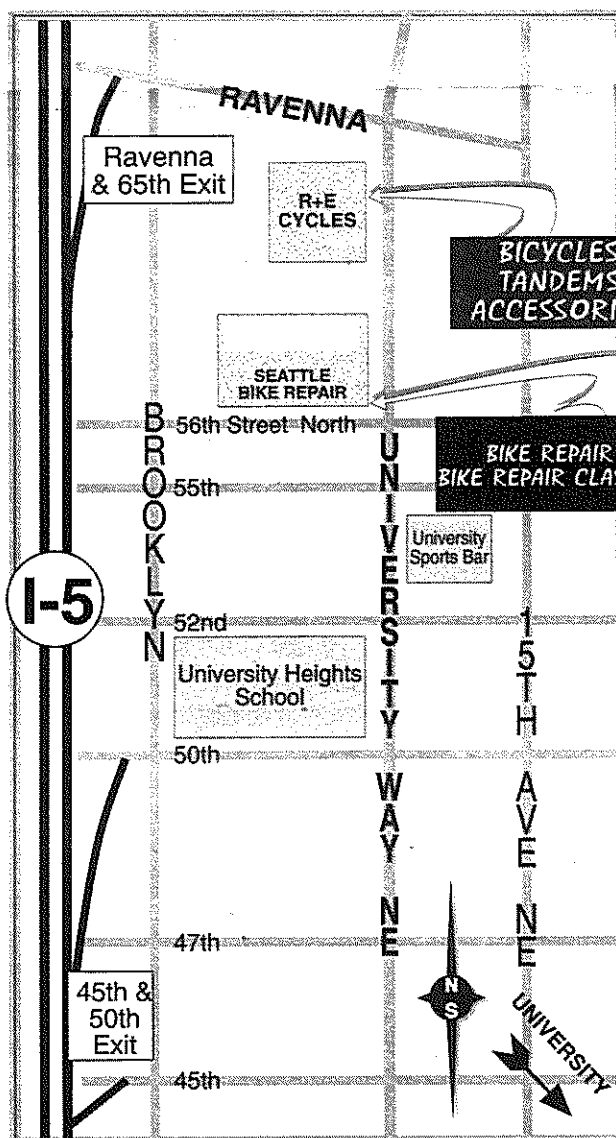 RAVENNA
Ravenna
& 65th Exit
R+E
CYCLES
BICYCLES
TANDEMS
SEATTLE
BIKE REPAIR
BROOKLYN
56th Street North
UNIVERSITY WAY NE
BIKE REPAIR
BIKE REPAIR
55th
University
Sports Bar
I-5
52nd
15TH AVE NE
University Heights
School
50th
47th
45th &
50th
Exit
N
S
UNIVERSITY
45th